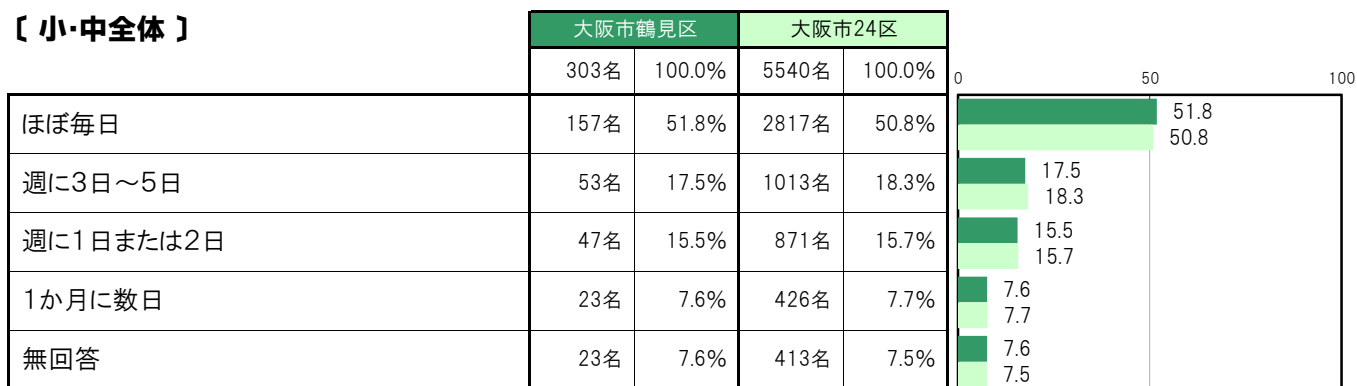 〔 小・中全体 〕
大阪市鶴見区 大阪市24区
303名 100.0% 5540名 100.0% 0 50 100
ほぼ毎日 157名 51.8% 2817名 50.8% 51.8
50.8
週に3日～5日 53名 17.5% 1013名 18.3% 17.5
18.3
週に1日または2日 47名 15.5% 871名 15.7% 15.5
15.7
1か月に数日 23名 7.6% 426名 7.7% 7.6
7.7
無回答 23名 7.6% 413名 7.5% 7.6
7.5